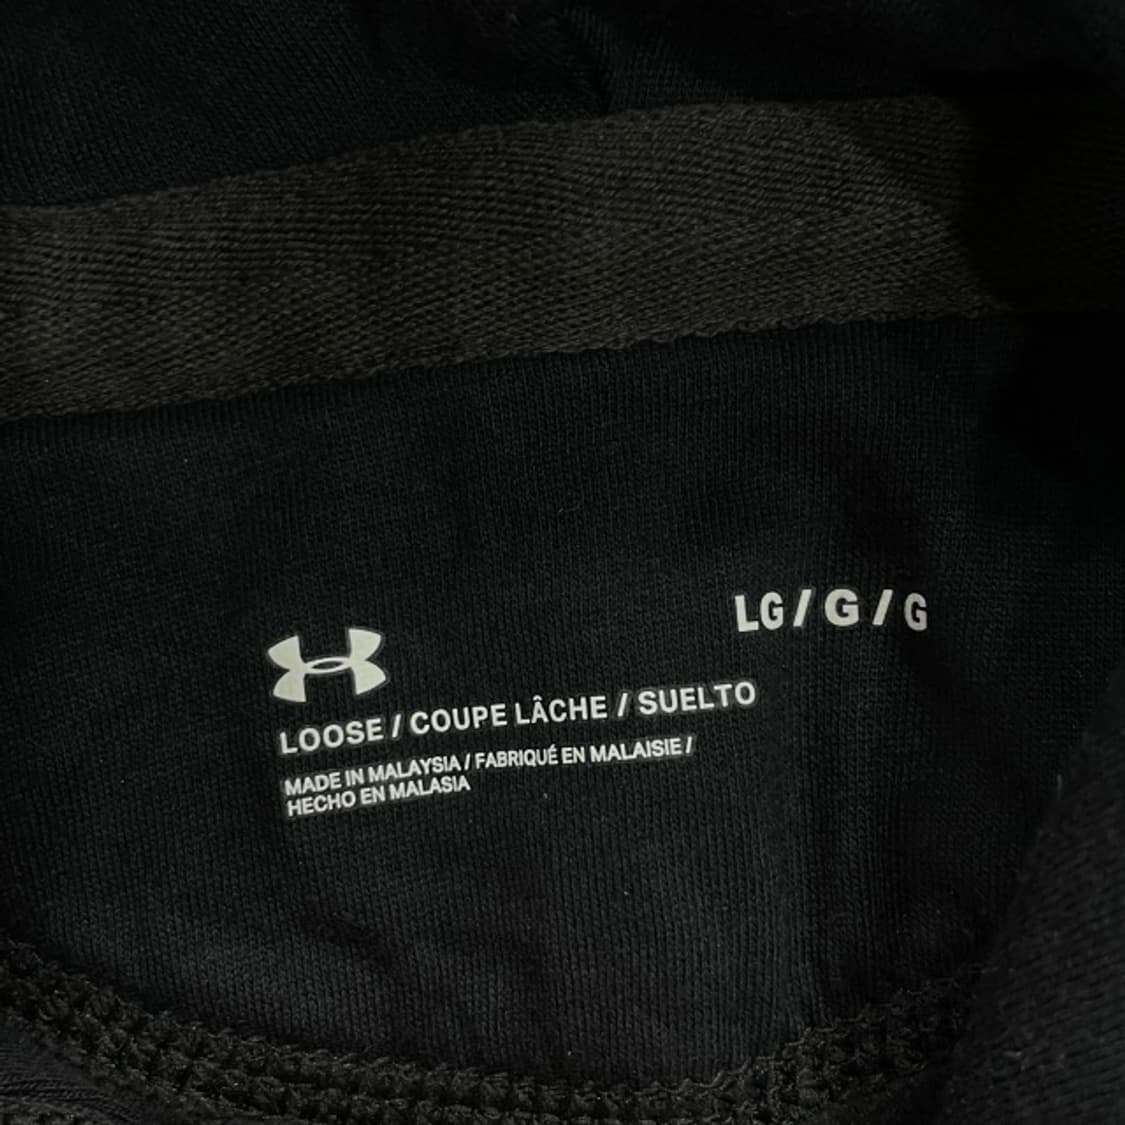 LG / G / G
LOOSE / COUPE LÂCHE / SUELTO
MADE IN MALAYSIA / FABRIQUÉ EN MALAISIE /
HECHO EN MALASIA